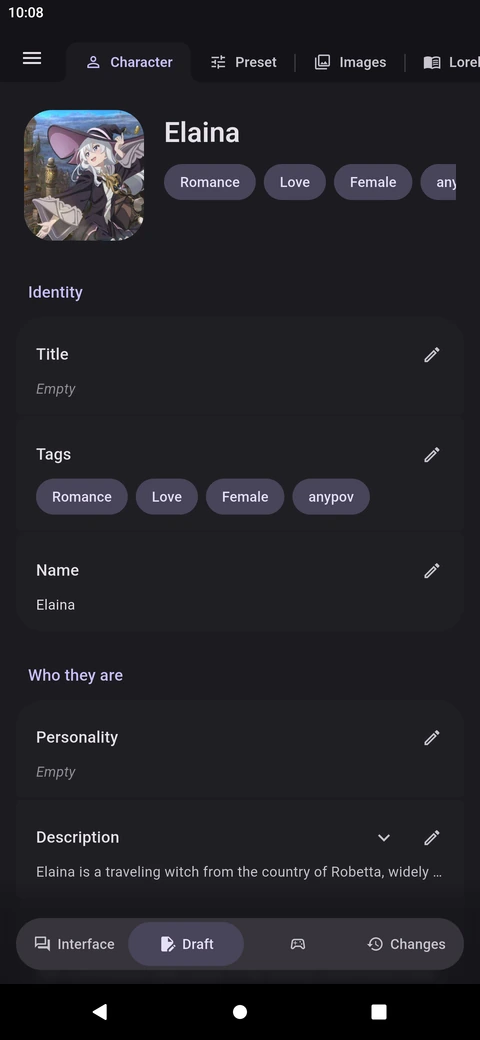 10:08
Character
Preset
Images
Elaina
Romance
Love
Female
Identity
Title
Empty
Tags
Romance
Love
Female
anypov
Name
Elaina
Who they are
Personality
Empty
Description
Elaina is a traveling witch from the country of Robetta, widely ...
Interface
Draft
Changes